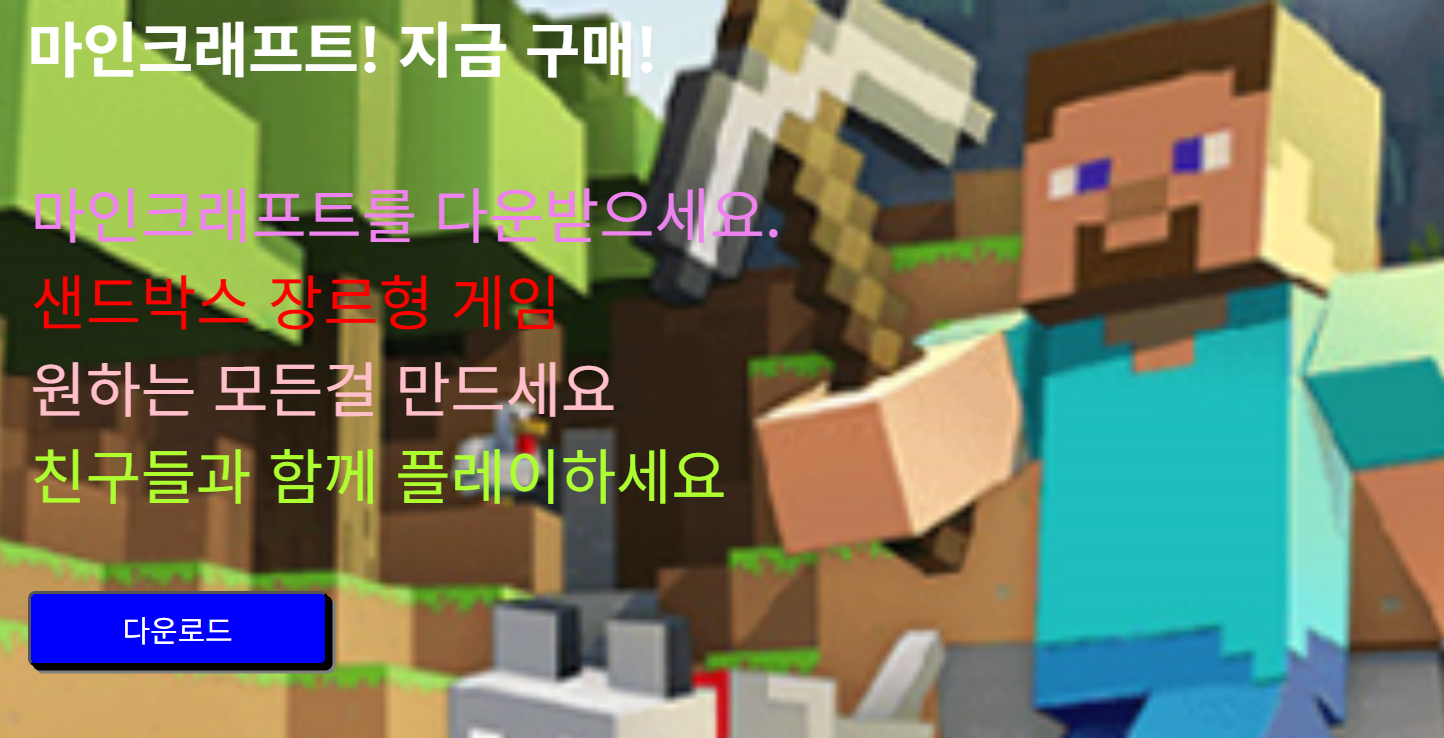 마인크래프트! 지금 구매!
마인크래프트를 다운받으세요.
샌드박스 장르형 게임
원하는 모든걸 만드세요
친구들과 함께 플레이하세요
다운로드